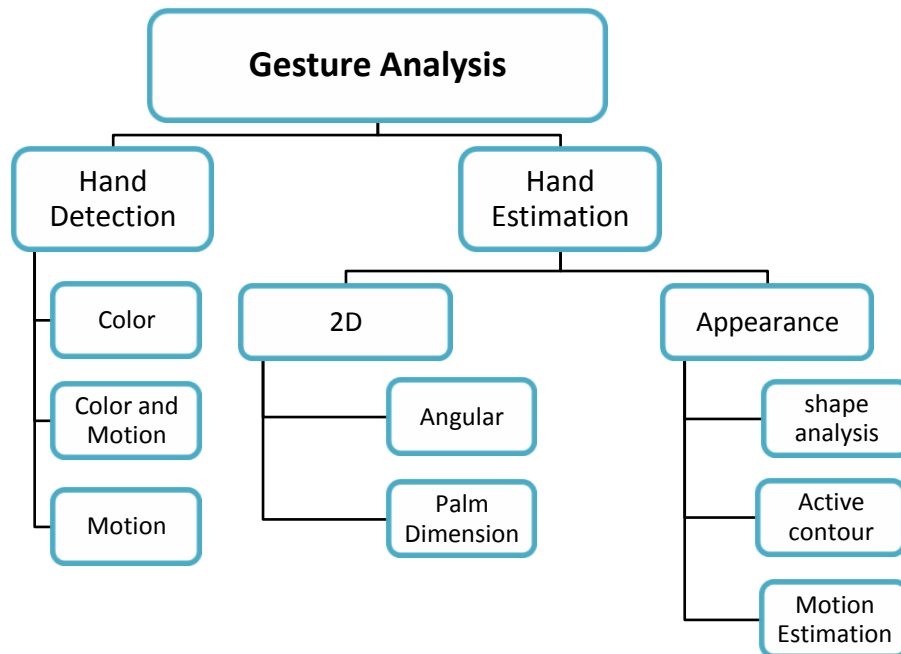 Gesture Analysis
Hand
Detection
Hand
Estimation
Color
Color and
Motion
Motion
2D
Angular
Palm
Dimension
Appearance
shape
analysis
Active
contour
Motion
Estimation